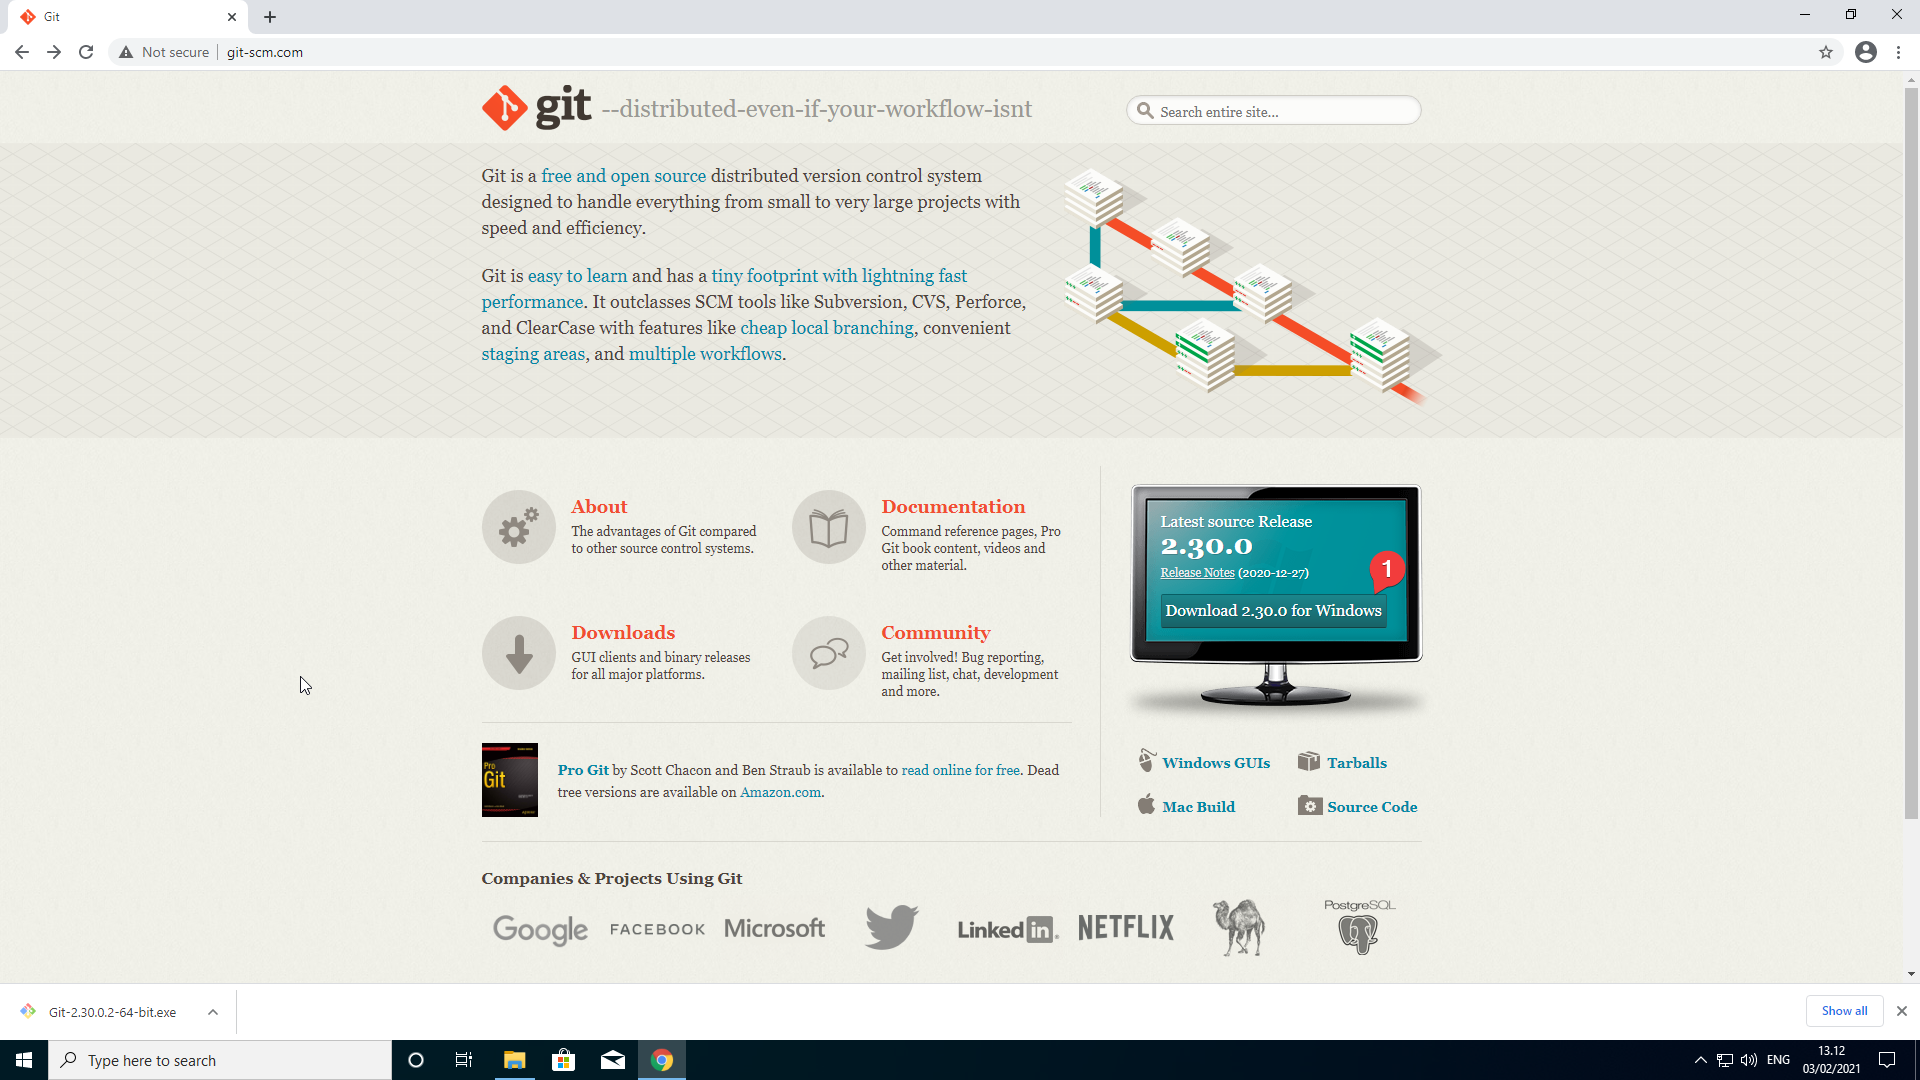 Git
Not secure
git-scm.com
git --distributed-even-if-your-workflow-isnt
Search entire site...
Git is a free and open source distributed version control system
designed to handle everything from small to very large projects with
speed and efficiency.
Git is easy to learn and has a tiny footprint with lightning fast
performance. It outclasses SCM tools like Subversion, CVS, Perforce,
and ClearCase with features like cheap local branching, convenient
staging areas, and multiple workflows.
About
The advantages of Git compared
to other source control systems.
Documentation
Command reference pages, Pro
Git book content, videos and
other material.
Downloads
GUI clients and binary releases
for all major platforms.
Community
Get involved! Bug reporting,
mailing list, chat, development
and more.
Latest source Release
2.30.0
Release Notes (2020-12-27)
1
Download 2.30.0 for Windows
Pro
Git
Pro Git by Scott Chacon and Ben Straub is available to read online for free. Dead
tree versions are available on Amazon.com.
Windows GUIs
Tarballs
Mac Build
Source Code
Companies & Projects Using Git
Google
FACEBOOK
Microsoft
Linked in
NETFLIX
PostgreSQL
Git-2.30.0.2-64-bit.exe
Show all
Type here to search
ENG
13.12
03/02/2021